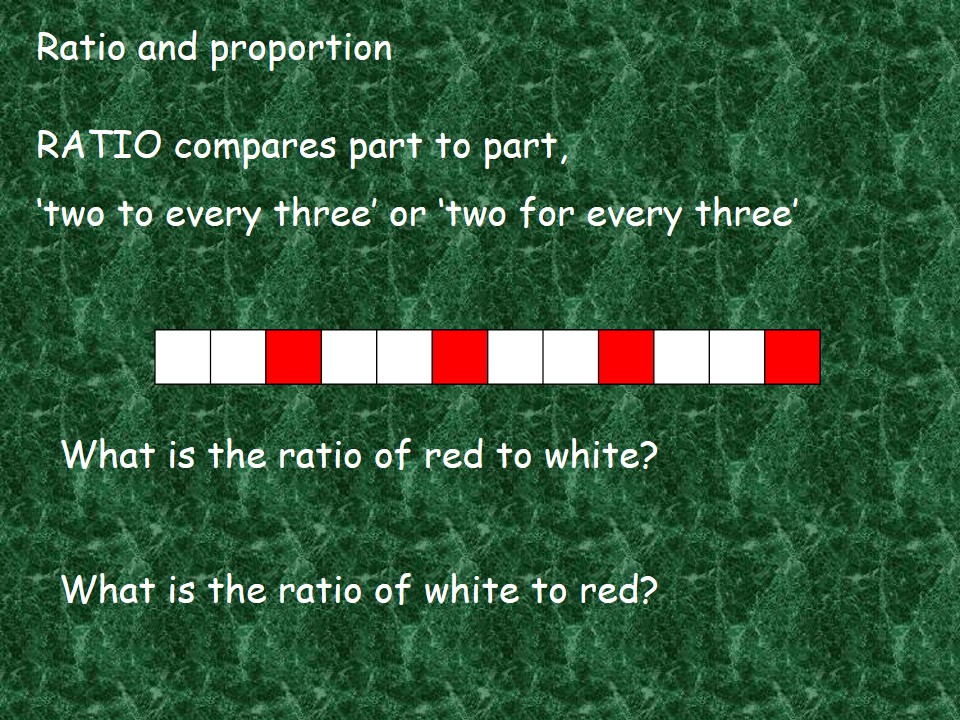 Ratio and proportion
RATIO compares part to part,
‘two to every three’ or ‘two for every three’
What is the ratio of red to white?
What is the ratio of white to red?